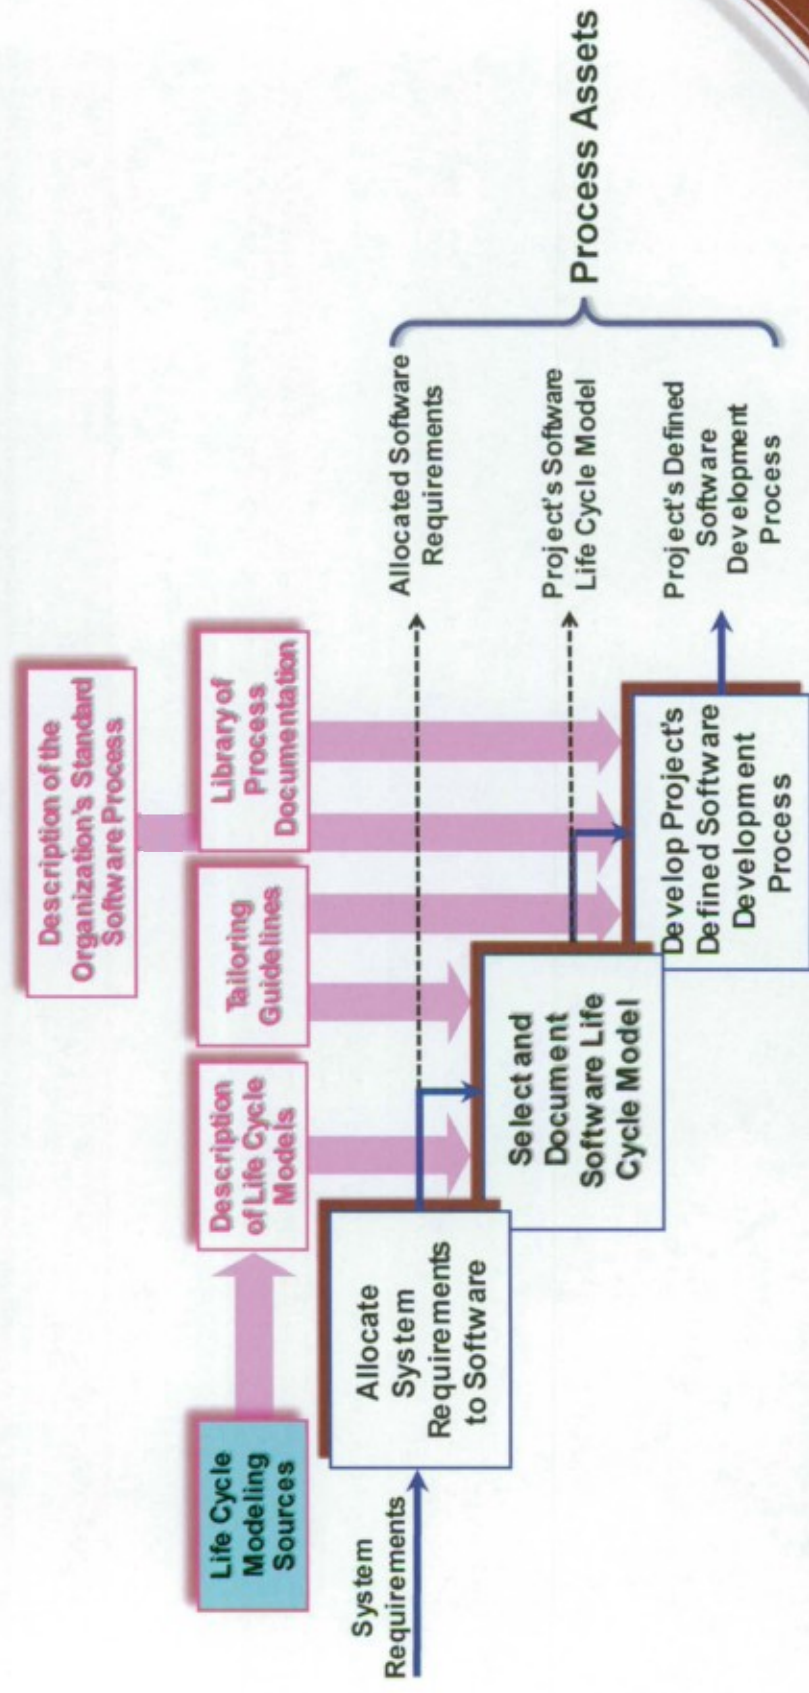 Description of the
Organization's Standard
Software Process
Life Cycle
Modeling
Sources
Description
of Life Cycle
Models
Tailoring
Guidelines
Library of
Process
Documentation
System
Requirements
Allocate
System
Requirements
to Software
Select and
Document
Software Life
Cycle Model
Develop Project's
Defined Software
Development
Process
Allocated Software
Requirements
Project's Software
Life Cycle Model
Project's Defined
Software
Development
Process
Process Assets